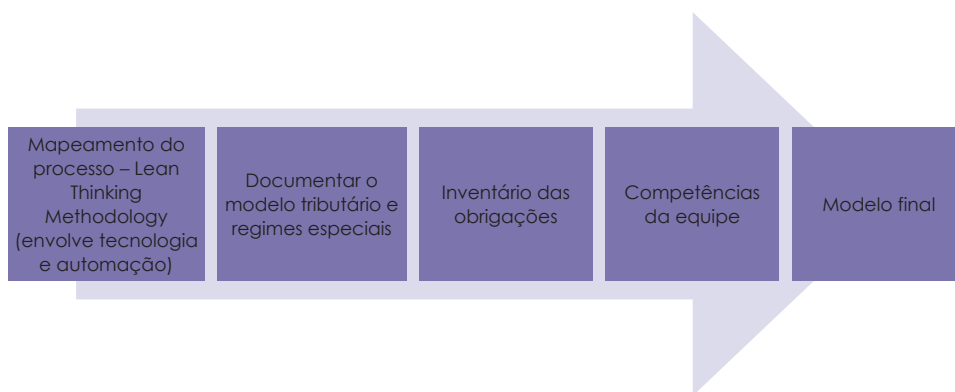 Mapeamento do
processo – Lean
Thinking
Methodology
(envolve tecnologia
e automação)
Documentar o
modelo tributário e
regimes especiais
Inventário das
obrigações
Competências
da equipe
Modelo final